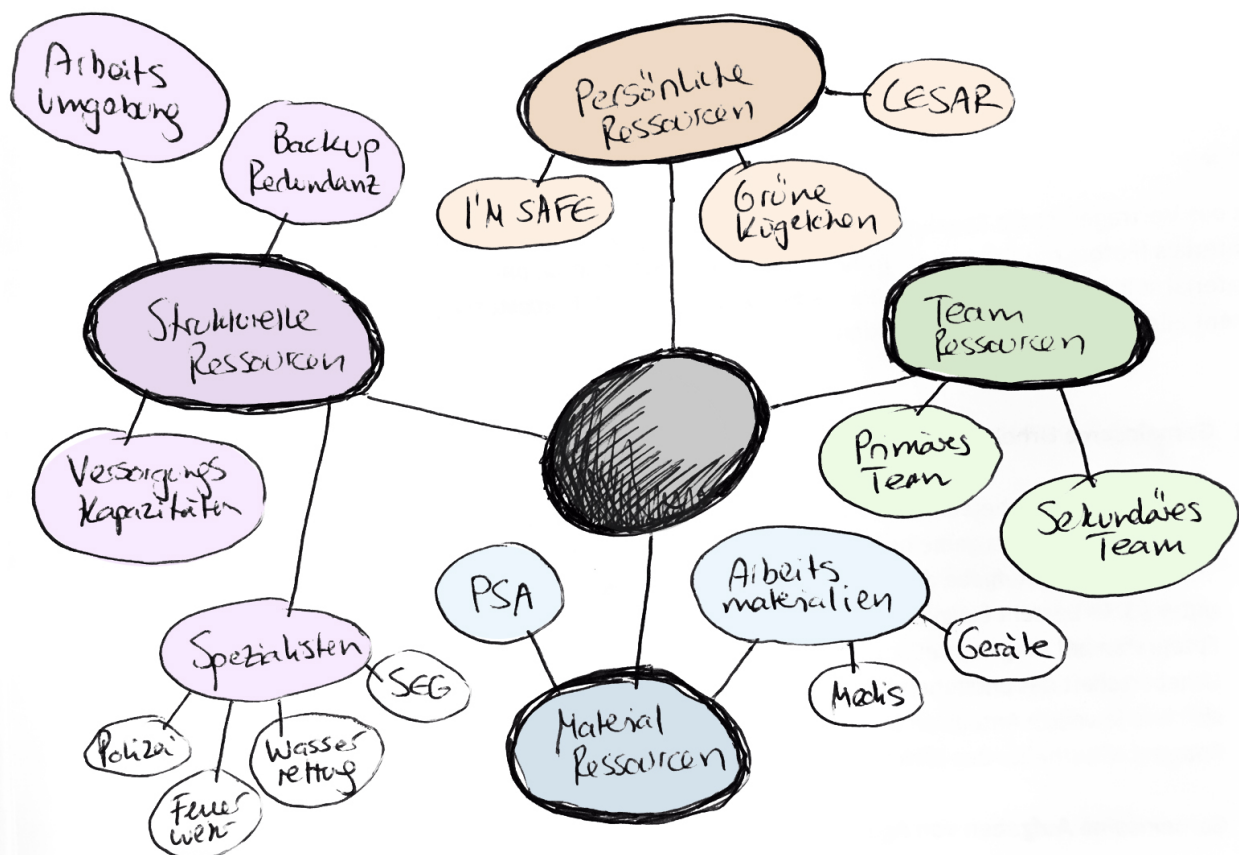 Arbeits
umgebung
Backup
Redundanz
Strukturelle
Ressourcen
Versorgungs
Kapazitäten
Spezialisten
SEG
Polizei
Feuer
wehr
Wasser
rettung
Persönliche
Ressourcen
CESAR
I'M SAFE
Grüne
Kügelchen
Team
Ressourcen
Primäres
Team
Sekundäres
Team
PSA
Arbeits
materialien
Geräte
Medis
Material
Ressourcen